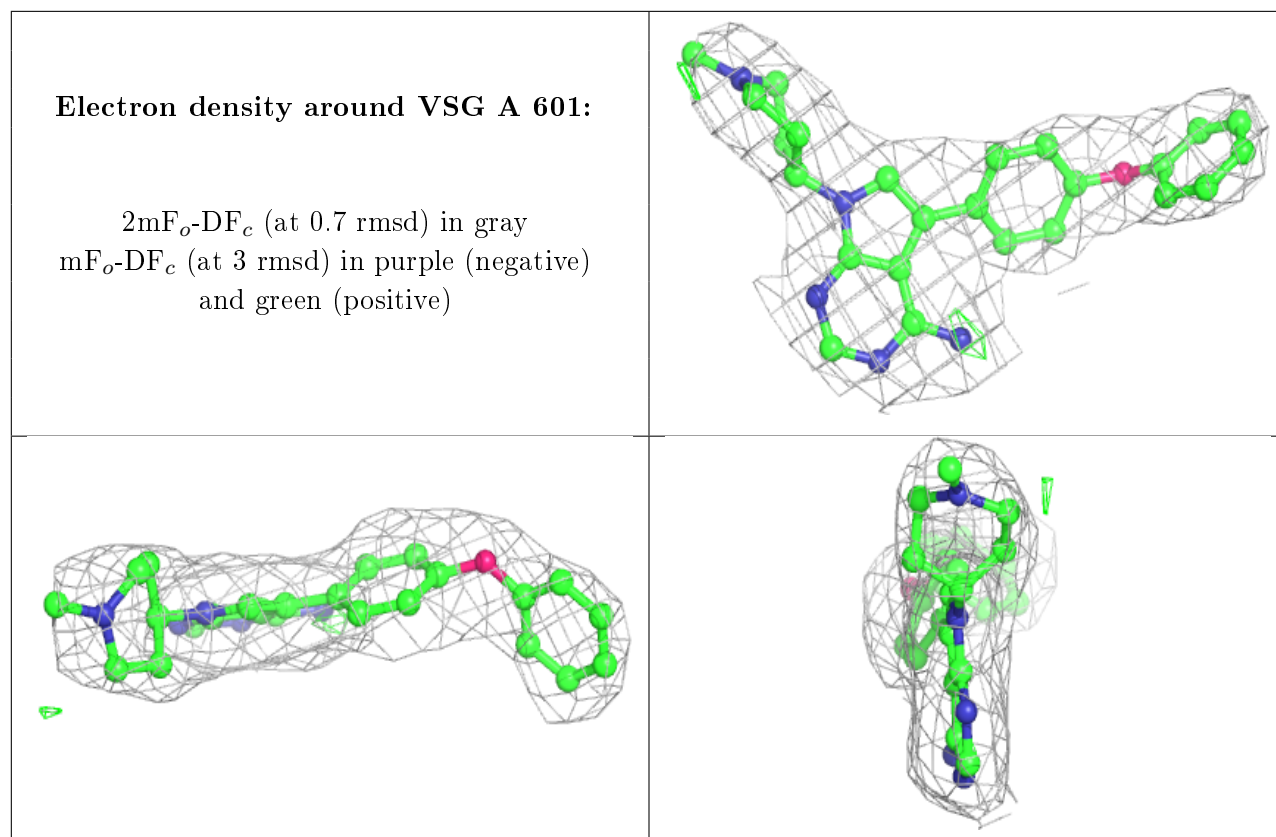 Electron density around VSG A 601:
2mFo-DFc (at 0.7 rmsd) in gray
mFo-DFc (at 3 rmsd) in purple (negative)
and green (positive)